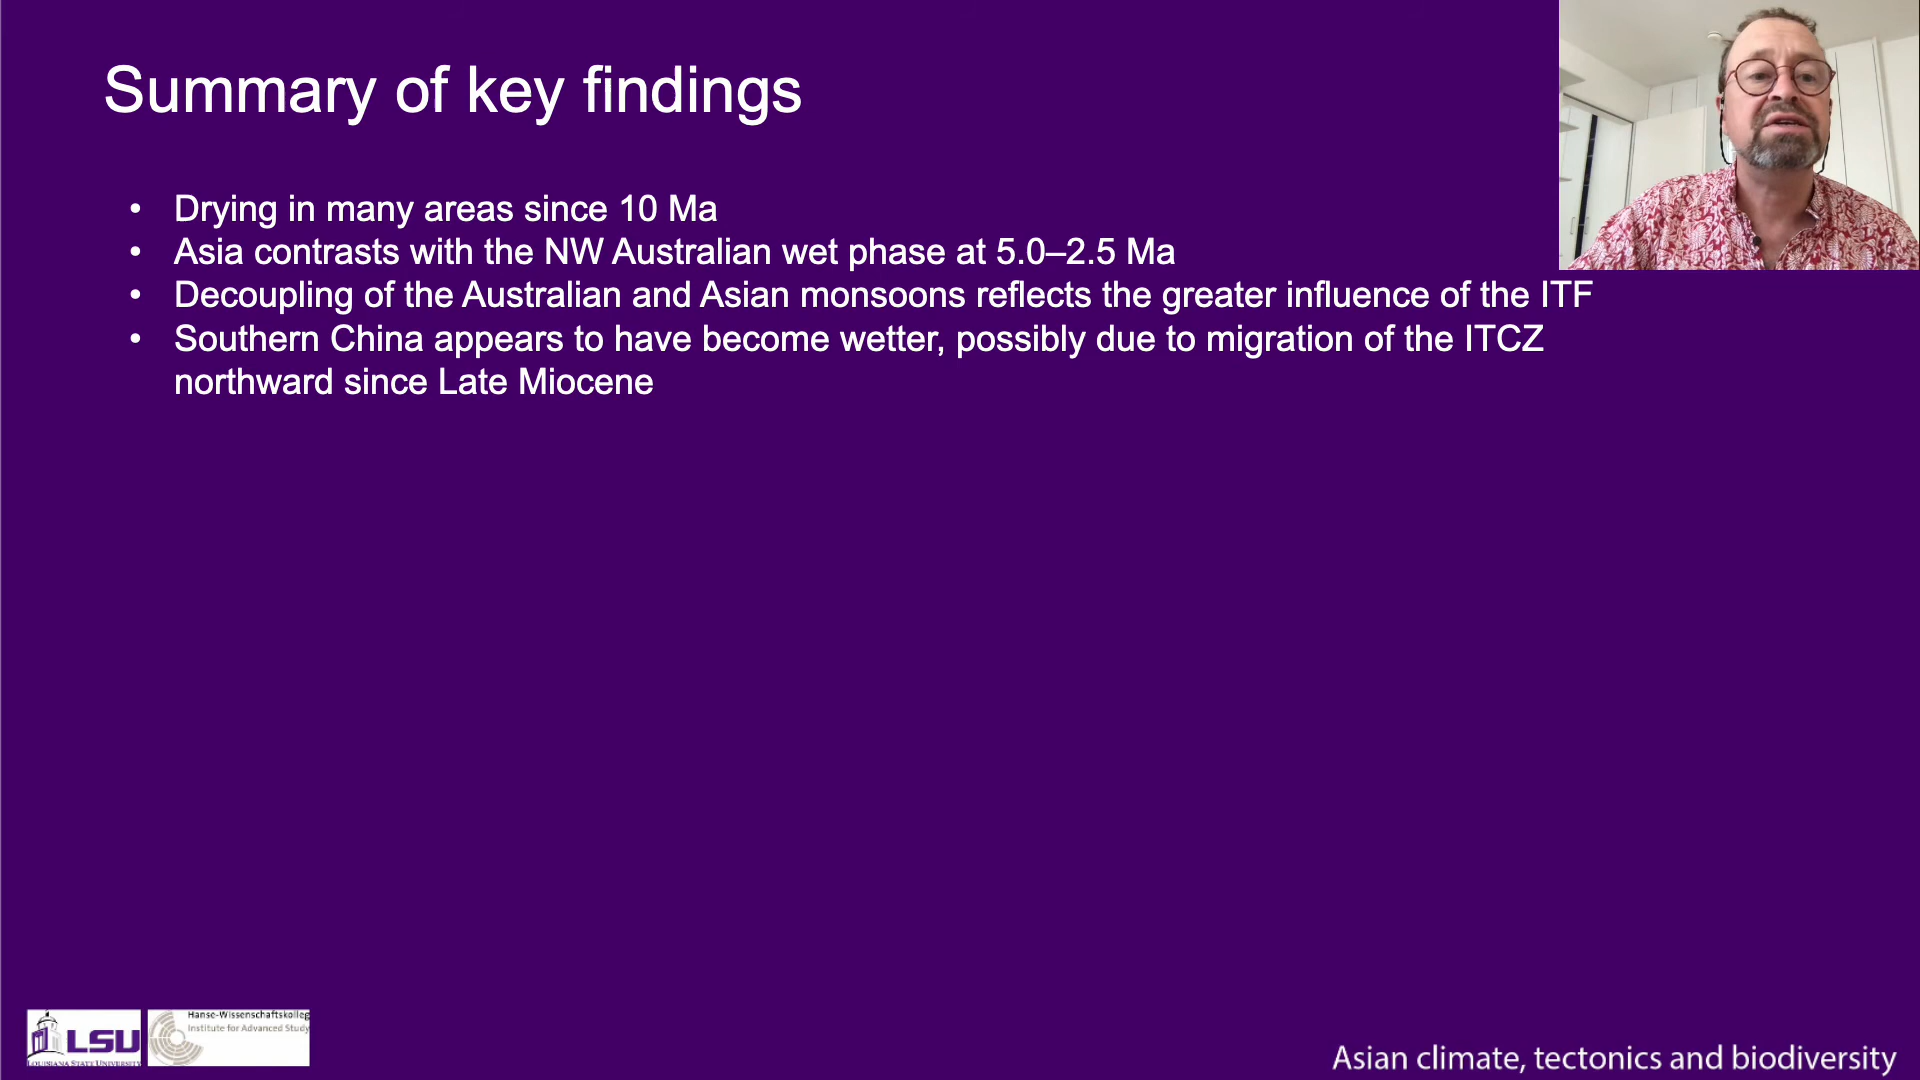 Summary of key findings
• Drying in many areas since 10 Ma
• Asia contrasts with the NW Australian wet phase at 5.0–2.5 Ma
• Decoupling of the Australian and Asian monsoons reflects the greater influence of the ITF
• Southern China appears to have become wetter, possibly due to migration of the ITCZ
northward since Late Miocene
LSU
LOUISIANA STATE UNIVERSITY
Hanse-Wissenschaftskolleg
Institute for Advanced Study
Asian climate, tectonics and biodiversity